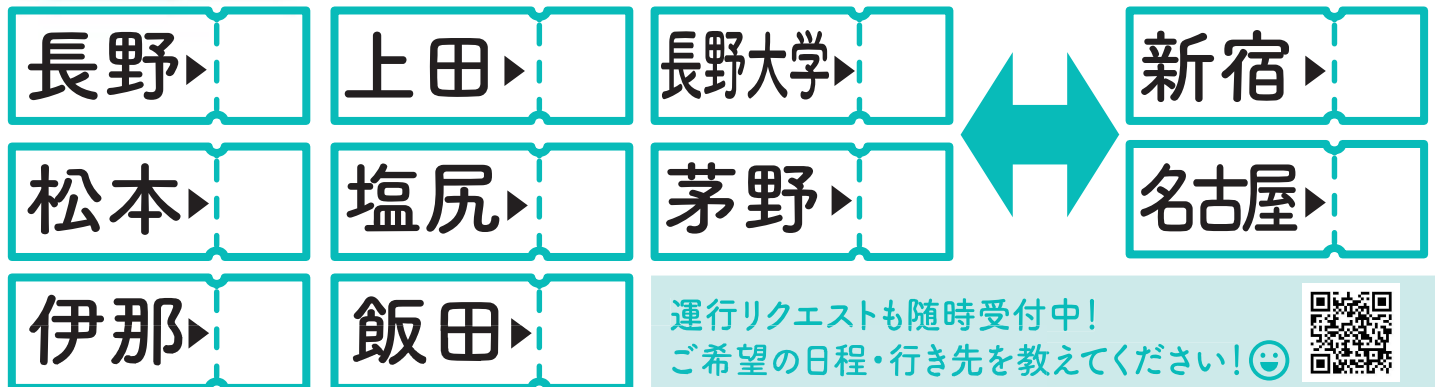 長野▶
上田▶
長野大学▶
新宿▶
松本▶
塩尻▶
茅野▶
名古屋▶
伊那▶
飯田▶
運行リクエストも随時受付中！
ご希望の日程・行き先を教えてください！